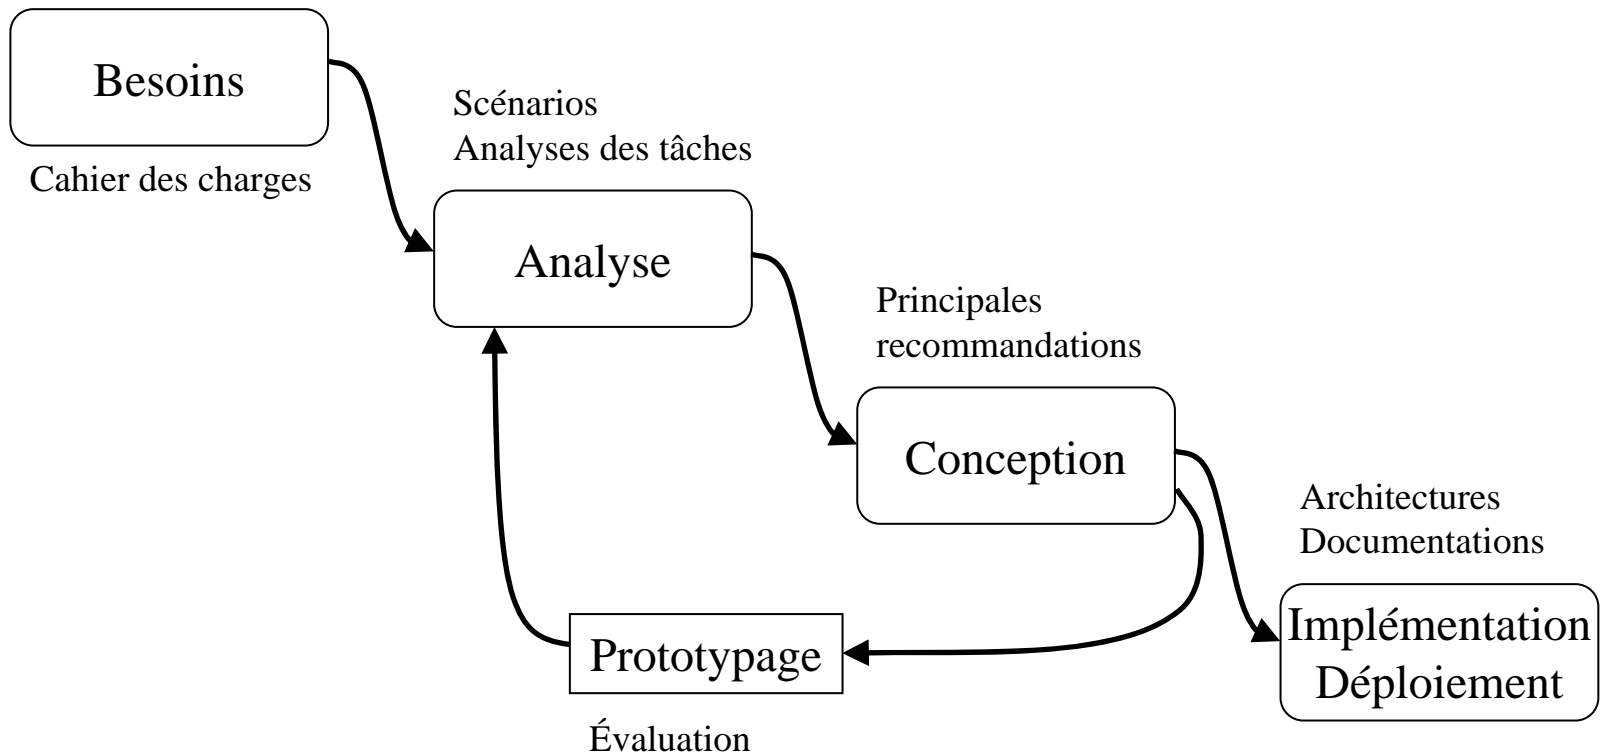 Besoins
Cahier des charges
Scénarios
Analyses des tâches
Analyse
Principales
recommandations
Conception
Architectures
Documentations
Implémentation
Déploiement
Prototypage
Évaluation